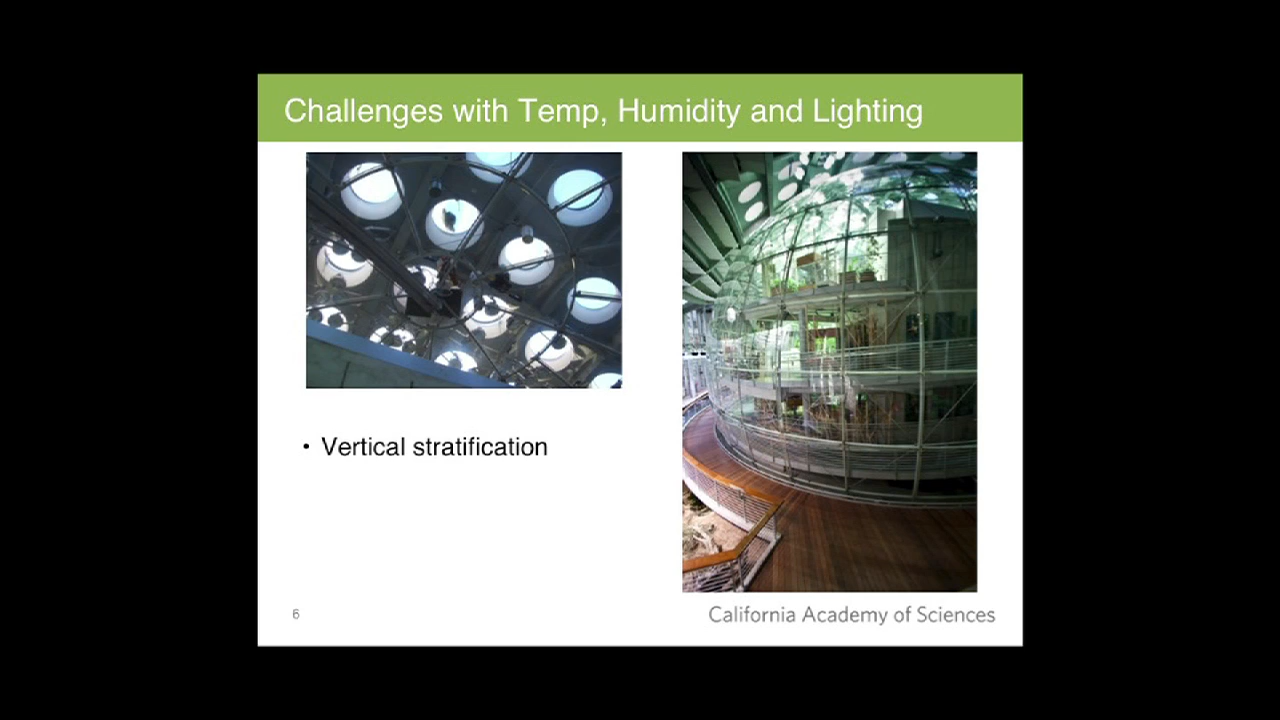 Challenges with Temp, Humidity and Lighting
• Vertical stratification
6
California Academy of Sciences